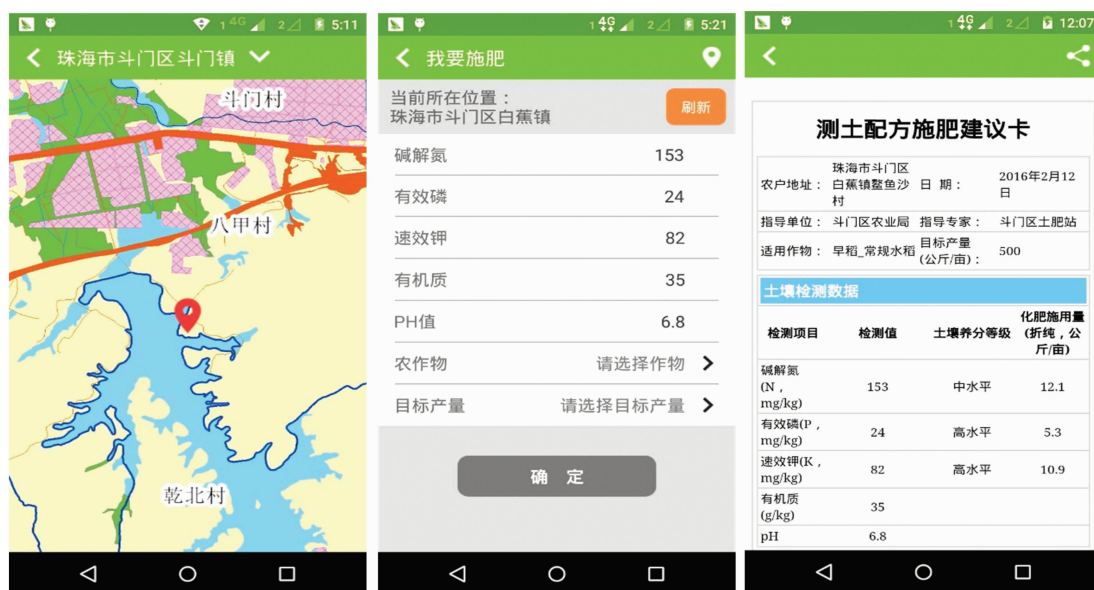 1 4G 2 5:11
珠海市斗门区斗门镇
斗门村
八甲村
乾北村
1 4G 2 5:21
我要施肥
当前所在位置：
珠海市斗门区白蕉镇
刷新
碱解氮 153
有效磷 24
速效钾 82
有机质 35
PH值 6.8
农作物 请选择作物
目标产量 请选择目标产量
确 定
1 4G 2 12:07
测土配方施肥建议卡
农户地址： 珠海市斗门区白蕉镇鳌鱼沙村 日 期： 2016年2月12日
指导单位： 斗门区农业局 指导专家： 斗门区土肥站
适用作物： 早稻_常规水稻 目标产量(公斤/亩)： 500
土壤检测数据
检测项目 检测值 土壤养分等级 化肥施用量(折纯，公斤/亩)
碱解氮(N，mg/kg) 153 中水平 12.1
有效磷(P，mg/kg) 24 高水平 5.3
速效钾(K，mg/kg) 82 高水平 10.9
有机质(g/kg) 35
pH 6.8